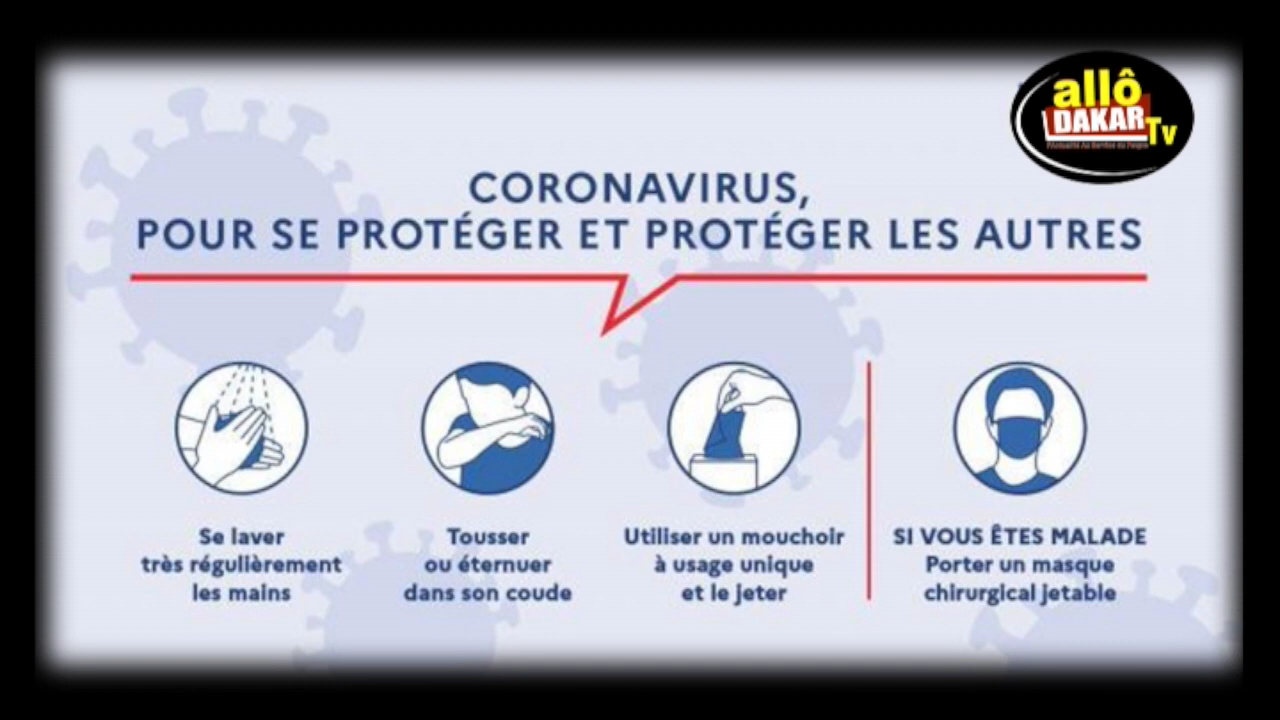 allô
DAKAR
Tv
CORONAVIRUS,
POUR SE PROTÉGER ET PROTÉGER LES AUTRES
Se laver
très régulièrement
les mains
Tousser
ou éternuer
dans son coude
Utiliser un mouchoir
à usage unique
et le jeter
SI VOUS ÊTES MALADE
Porter un masque
chirurgical jetable